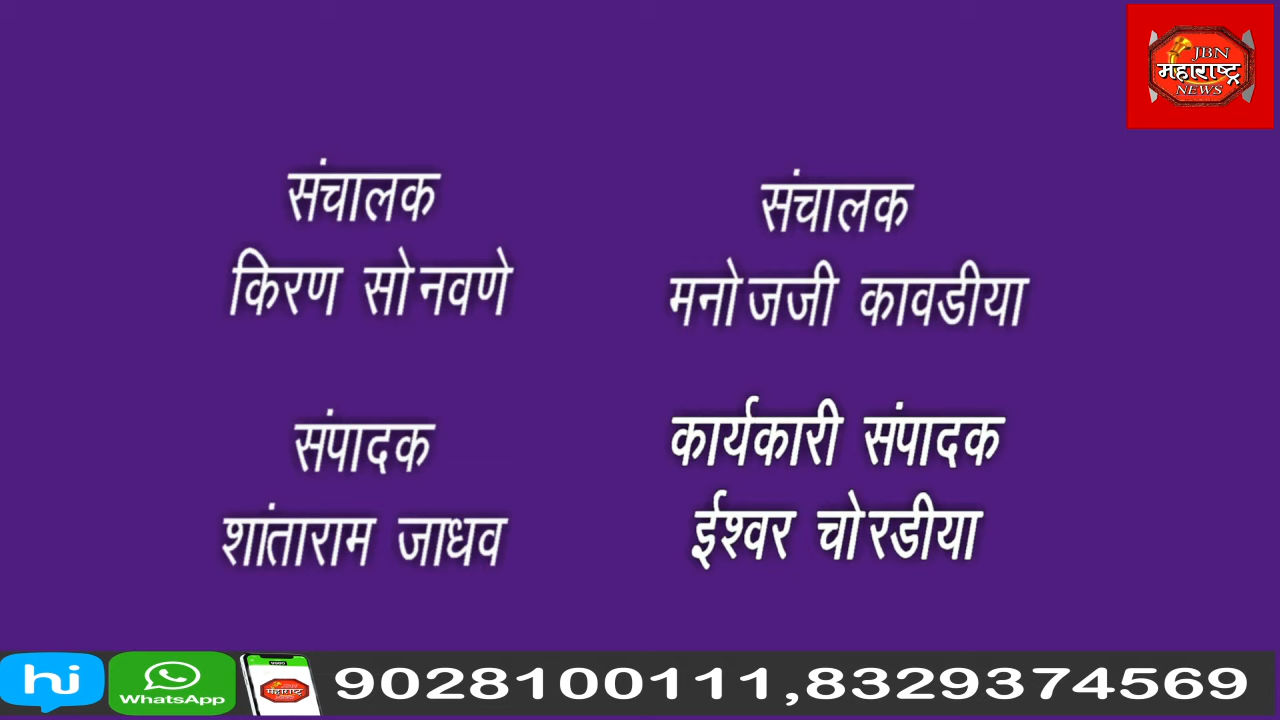 JBN
महाराष्ट्र
NEWS
संचालक
किरण सोनवणे
संचालक
मनोजजी कावडीया
संपादक
शांताराम जाधव
कार्यकारी संपादक
ईश्वर चोरडीया
hi
WhatsApp
महाराष्ट्र
9028100111,8329374569